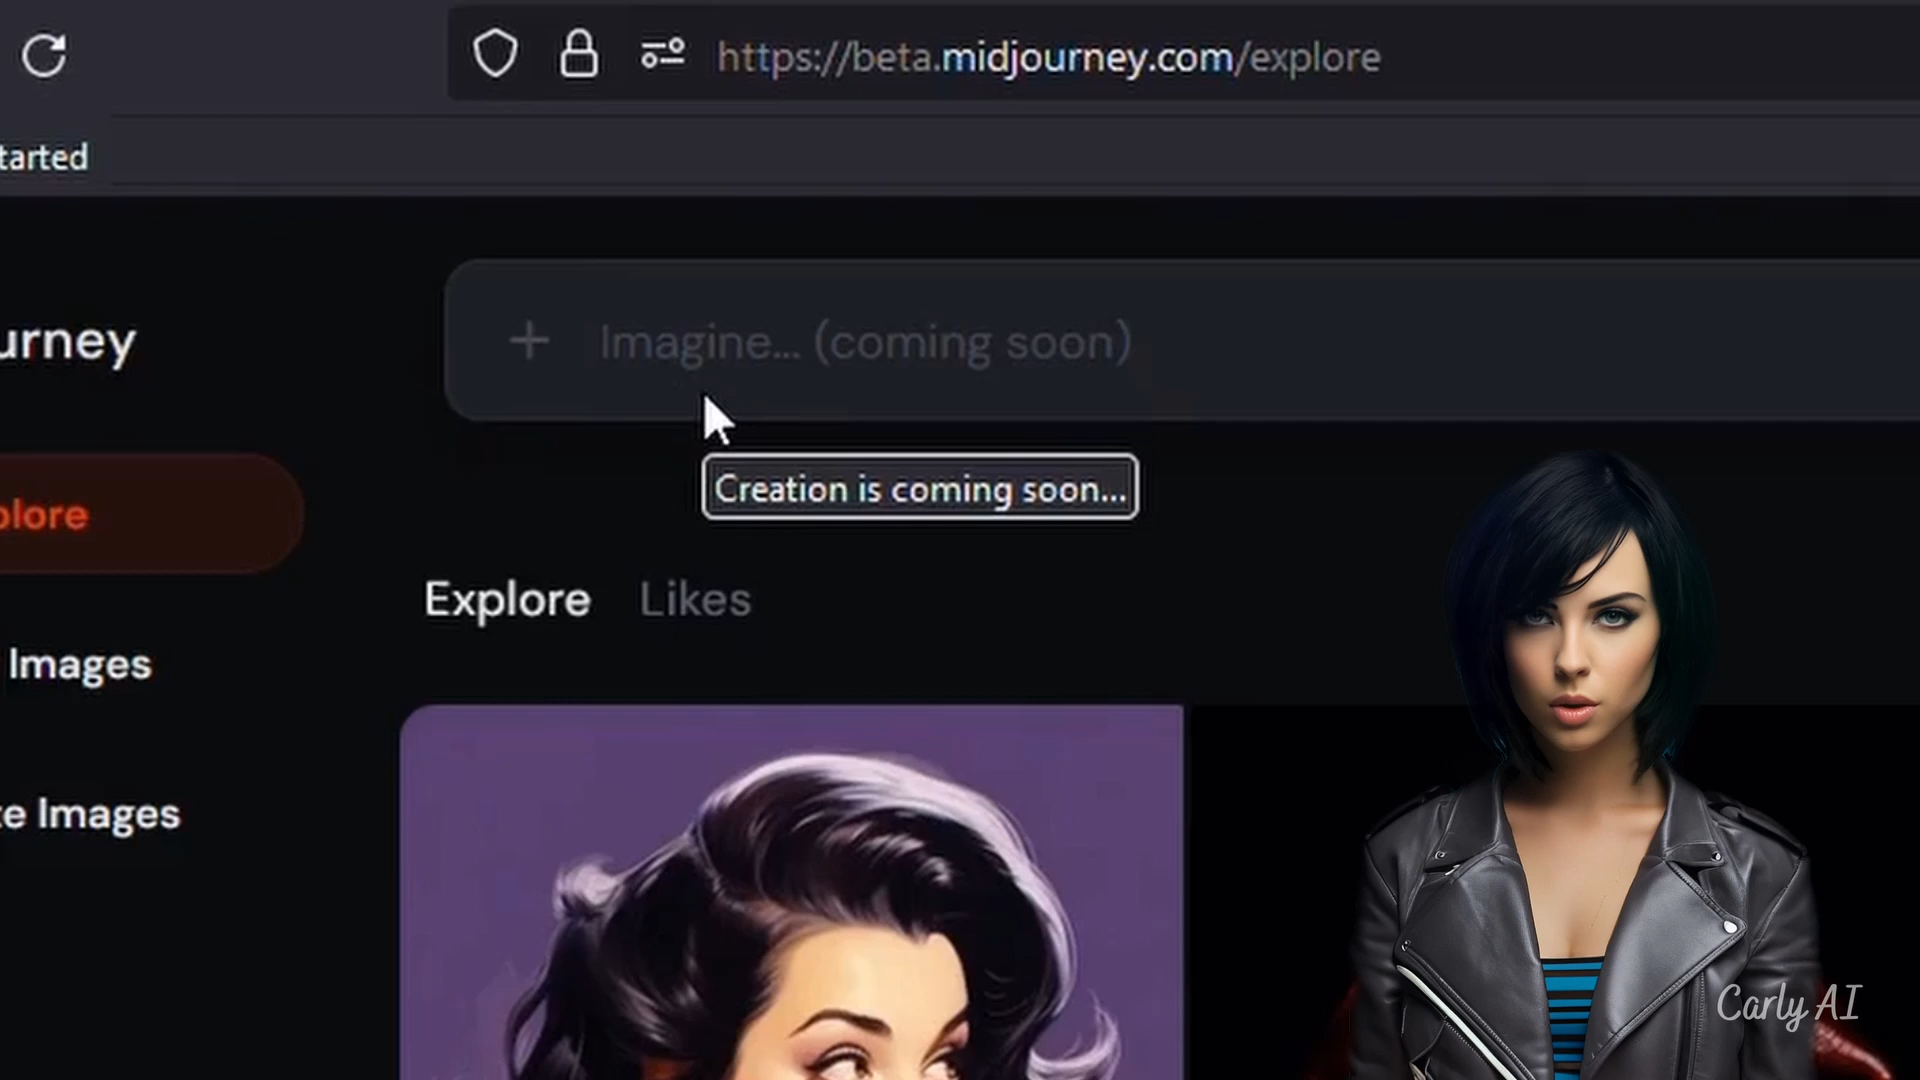 https://beta.midjourney.com/explore
tarted
urney
Imagine... (coming soon)
Creation is coming soon...
plore
Explore Likes
Images
te Images
Carly AI